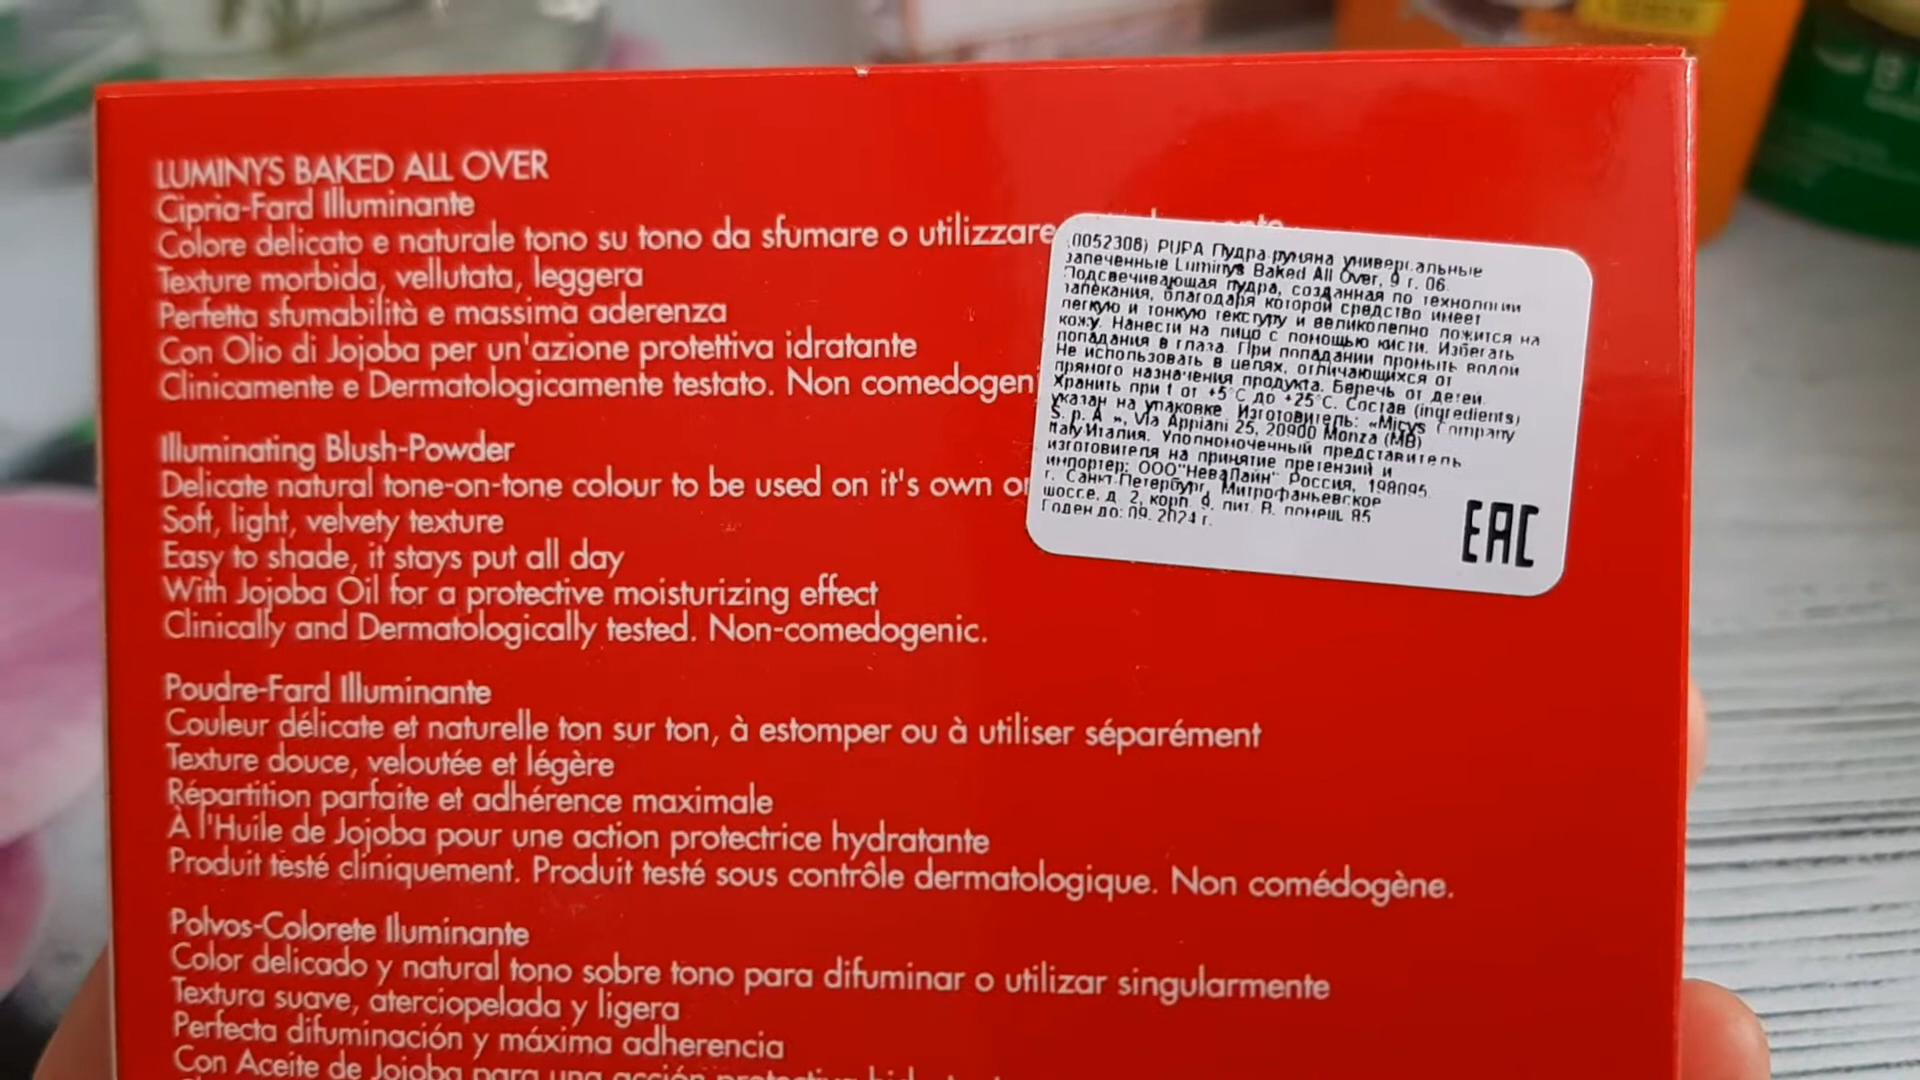 LUMINYS BAKED ALL OVER
Cipria-Fard Illuminante
Colore delicato e naturale tono su tono da sfumare o utilizzare
Texture morbida, vellutata, leggera
Perfetta sfumabilità e massima aderenza
Con Olio di Jojoba per un'azione protettiva idratante
Clinicamente e Dermatologicamente testato. Non comedogen
Illuminating Blush-Powder
Delicate natural tone-on-tone colour to be used on it's own or
Soft, light, velvety texture
Easy to shade, it stays put all day
With Jojoba Oil for a protective moisturizing effect
Clinically and Dermatologically tested. Non-comedogenic.
Poudre-Fard Illuminante
Couleur délicate et naturelle ton sur ton, à estomper ou à utiliser séparément
Texture douce, veloutée et légère
Répartition parfaite et adhérence maximale
À l'Huile de Jojoba pour une action protectrice hydratante
Produit testé cliniquement. Produit testé sous contrôle dermatologique. Non comédogène.
Polvos-Colorete Iluminante
Color delicado y natural tono sobre tono para difuminar o utilizar singularmente
Textura suave, aterciopelada y ligera
Perfecta difuminación y máxima adherencia
Con Aceite de Jojoba para una acción
(0052308) PUPA Пудра-румяна универсальные
запеченные Luminys Baked All Over, 9 г. 06.
Подсвечивающая пудра, созданная по технологии
запекания, благодаря которой средство имеет
легкую и тонкую текстуру и великолепно ложится на
кожу. Нанести на лицо с помощью кисти. Избегать
попадания в глаза. При попадании промыть водой
Не использовать в целях, отличающихся от
прямого назначения продукта. Беречь от детей.
Хранить при t от +5°C до +25°C. Состав (ingredients)
указан на упаковке. Изготовитель: «Micys Company
S. p. A.», Via Appiani 25, 20900 Monza (MB)
Italy-Италия. Уполномоченный представитель
изготовителя на принятие претензий и
импортер: ООО"НеваЛайн" Россия, 198095,
г. Санкт-Петербург, Митрофаньевское
шоссе, д. 2, корп. 9, лит. В, помещ. 85
Годен до: 09. 2024 г.
EAC